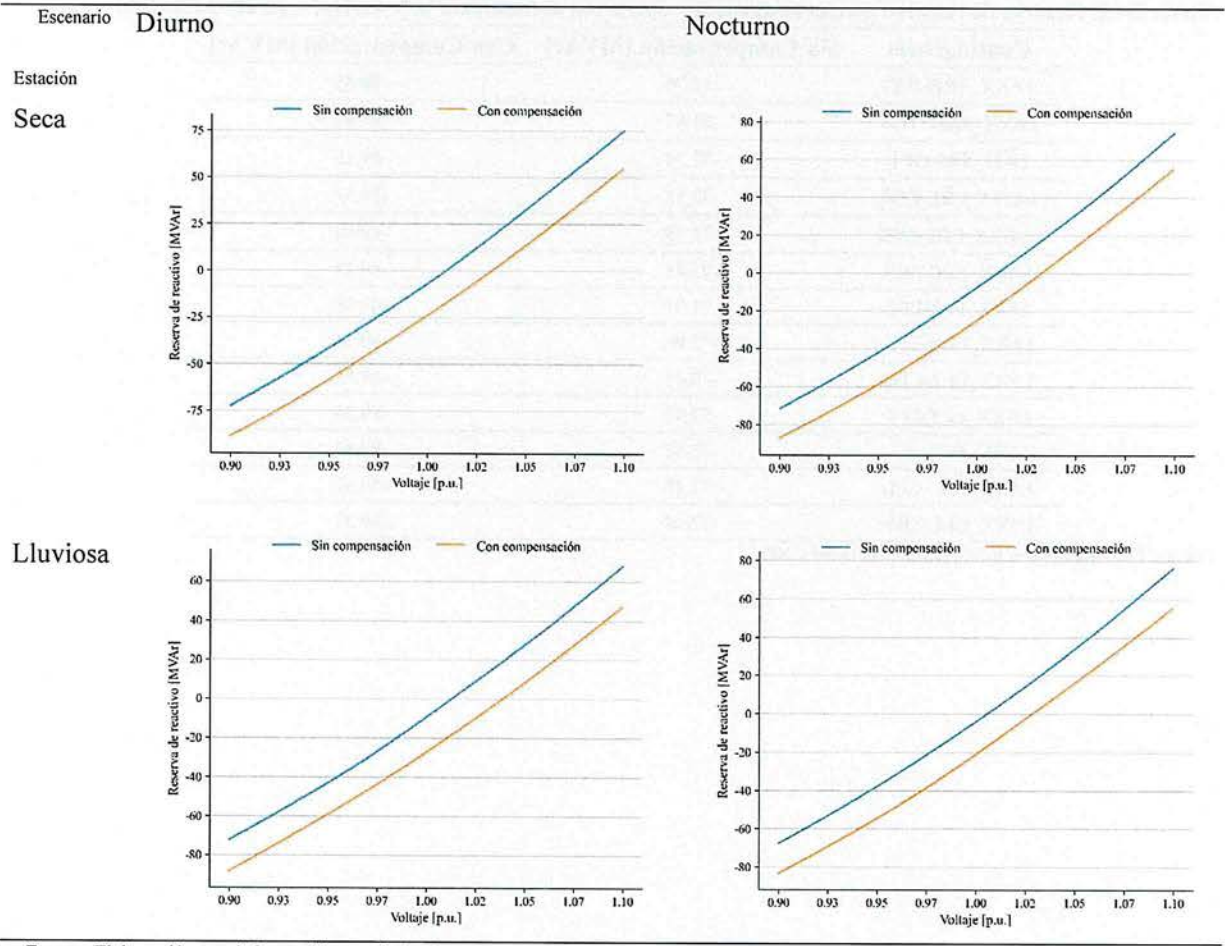 Escenario Diurno Nocturno
Estación
Seca
Sin compensación Con compensación
Reserva de reactivo [MVAr]
75
50
25
0
-25
-50
-75
0.90 0.93 0.95 0.97 1.00 1.02 1.05 1.07 1.10
Voltaje [p.u.]
Sin compensación Con compensación
Reserva de reactivo [MVAr]
80
60
40
20
0
-20
-40
-60
-80
0.90 0.93 0.95 0.97 1.00 1.02 1.05 1.07 1.10
Voltaje [p.u.]
Lluviosa
Sin compensación Con compensación
Reserva de reactivo [MVAr]
60
40
20
0
-20
-40
-60
-80
0.90 0.93 0.95 0.97 1.00 1.02 1.05 1.07 1.10
Voltaje [p.u.]
Sin compensación Con compensación
Reserva de reactivo [MVAr]
80
60
40
20
0
-20
-40
-60
-80
0.90 0.93 0.95 0.97 1.00 1.02 1.05 1.07 1.10
Voltaje [p.u.]